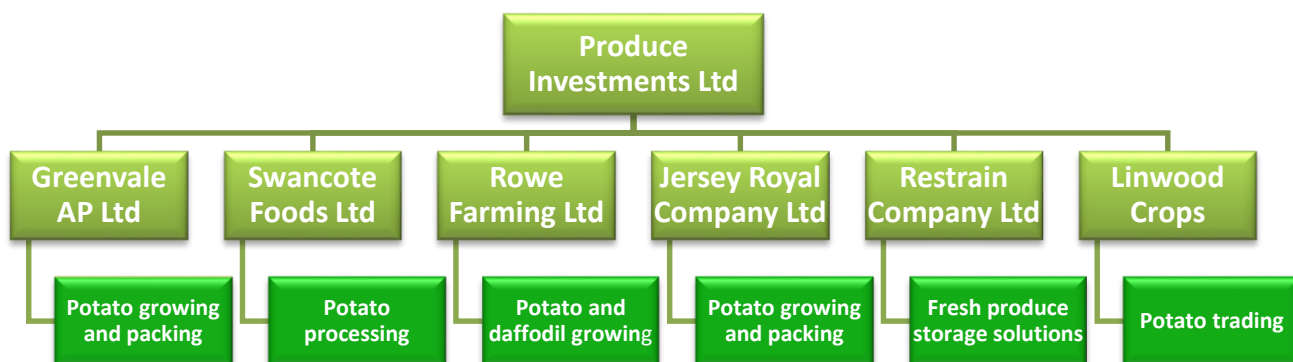 Produce
Investments Ltd
Greenvale
AP Ltd
Swancote
Foods Ltd
Rowe
Farming Ltd
Jersey Royal
Company Ltd
Restrain
Company Ltd
Linwood
Crops
Potato growing
and packing
Potato
processing
Potato and
daffodil growing
Potato growing
and packing
Fresh produce
storage solutions
Potato trading